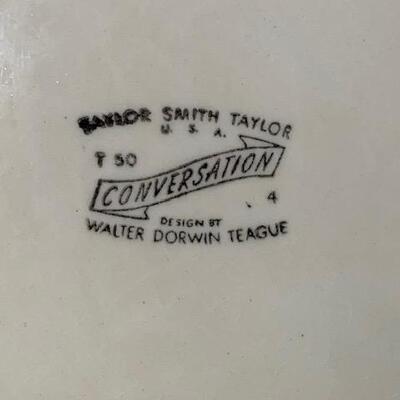 TAYLOR SMITH TAYLOR
U. S. A.
T 50
CONVERSATION
4
DESIGN BY
WALTER DORWIN TEAGUE